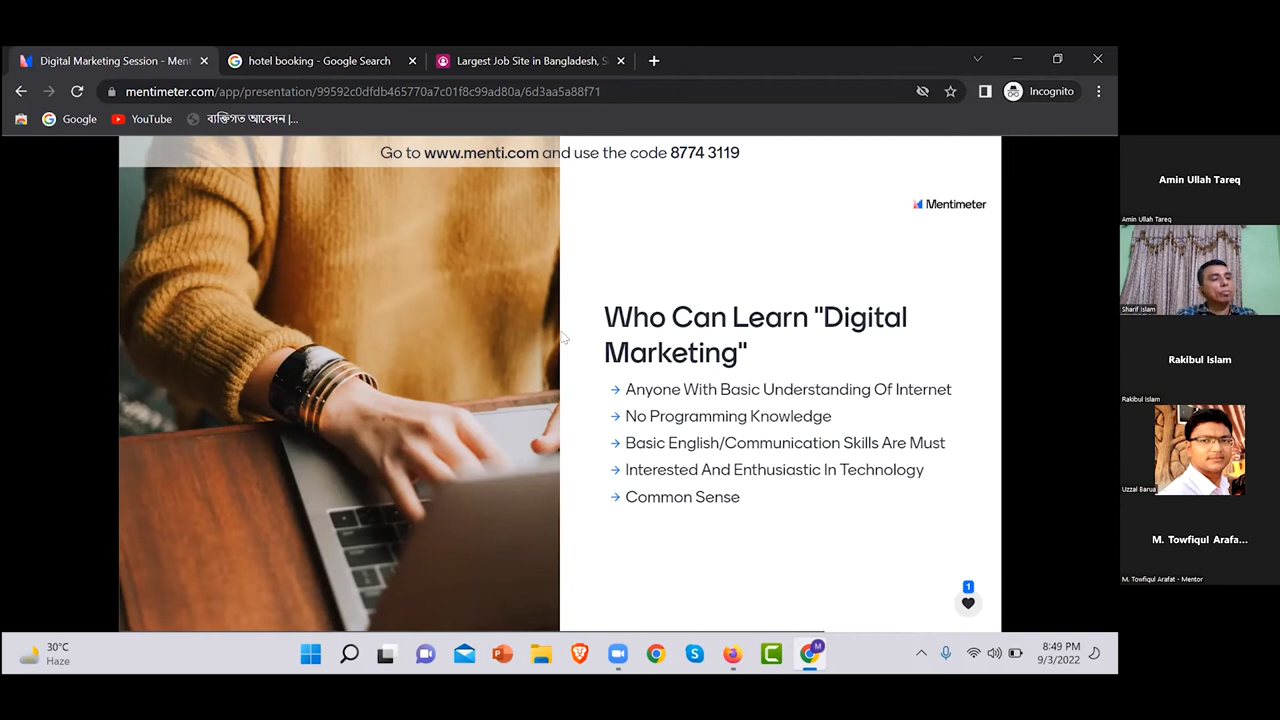 Digital Marketing Session - Ment
hotel booking - Google Search
Largest Job Site in Bangladesh, S
mentimeter.com/app/presentation/99592c0dfdb465770a7c01f8c99ad80a/6d3aa5a88f71
Incognito
Google
YouTube
ব্যক্তিগত আবেদন |...
Go to www.menti.com and use the code 8774 3119
Mentimeter
Who Can Learn "Digital
Marketing"
→ Anyone With Basic Understanding Of Internet
→ No Programming Knowledge
→ Basic English/Communication Skills Are Must
→ Interested And Enthusiastic In Technology
→ Common Sense
1
Amin Ullah Tareq
Amin Ullah Tareq
Sharif Islam
Rakibul Islam
Rakibul Islam
Uzzal Barua
M. Towfiqul Arafa...
M. Towfiqul Arafat - Mentor
30°C
Haze
M
8:49 PM
9/3/2022